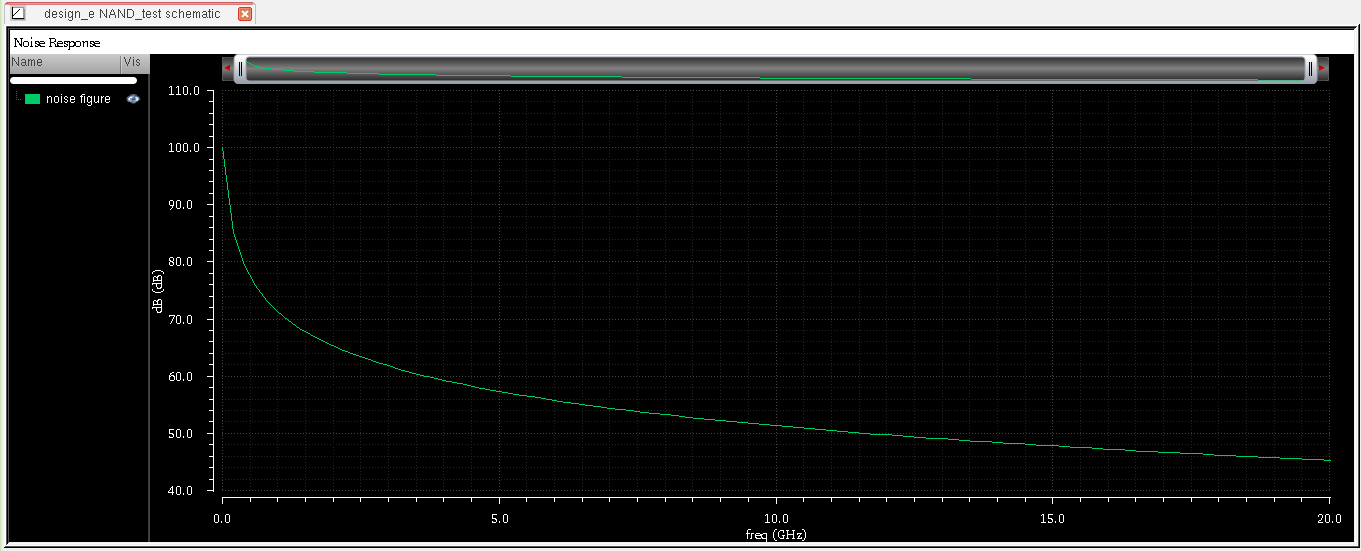 design_e NAND_test schematic
Noise Response
Name Vis
noise figure
110.0
100.0
90.0
80.0
70.0
60.0
50.0
40.0
dB (dB)
0.0 5.0 10.0 15.0 20.0
freq (GHz)